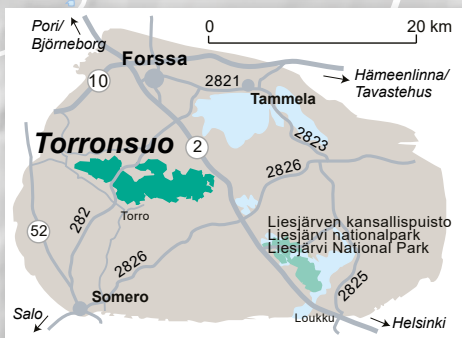 Pori/
Björneborg
0 20 km
Forssa
10
2821
Hämeenlinna/
Tavastehus
Tammela
2823
Torronsuo
2
2826
Torro
282
52
Liesjärven kansallispuisto
Liesjärvi nationalpark
Liesjärvi National Park
2826
2825
Somero
Salo
Loukku
Helsinki